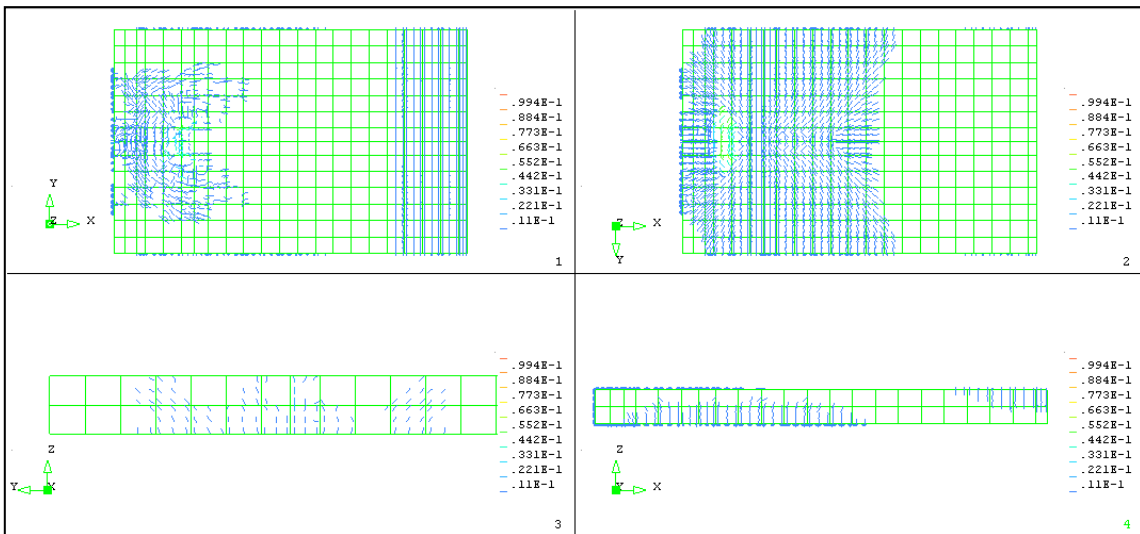 .994E-1
.884E-1
.773E-1
.663E-1
.552E-1
.442E-1
.331E-1
.221E-1
.11E-1
Y
Z X
1
.994E-1
.884E-1
.773E-1
.663E-1
.552E-1
.442E-1
.331E-1
.221E-1
.11E-1
Z X
Y
2
.994E-1
.884E-1
.773E-1
.663E-1
.552E-1
.442E-1
.331E-1
.221E-1
.11E-1
Z
Y X
3
.994E-1
.884E-1
.773E-1
.663E-1
.552E-1
.442E-1
.331E-1
.221E-1
.11E-1
Z
Y X
4